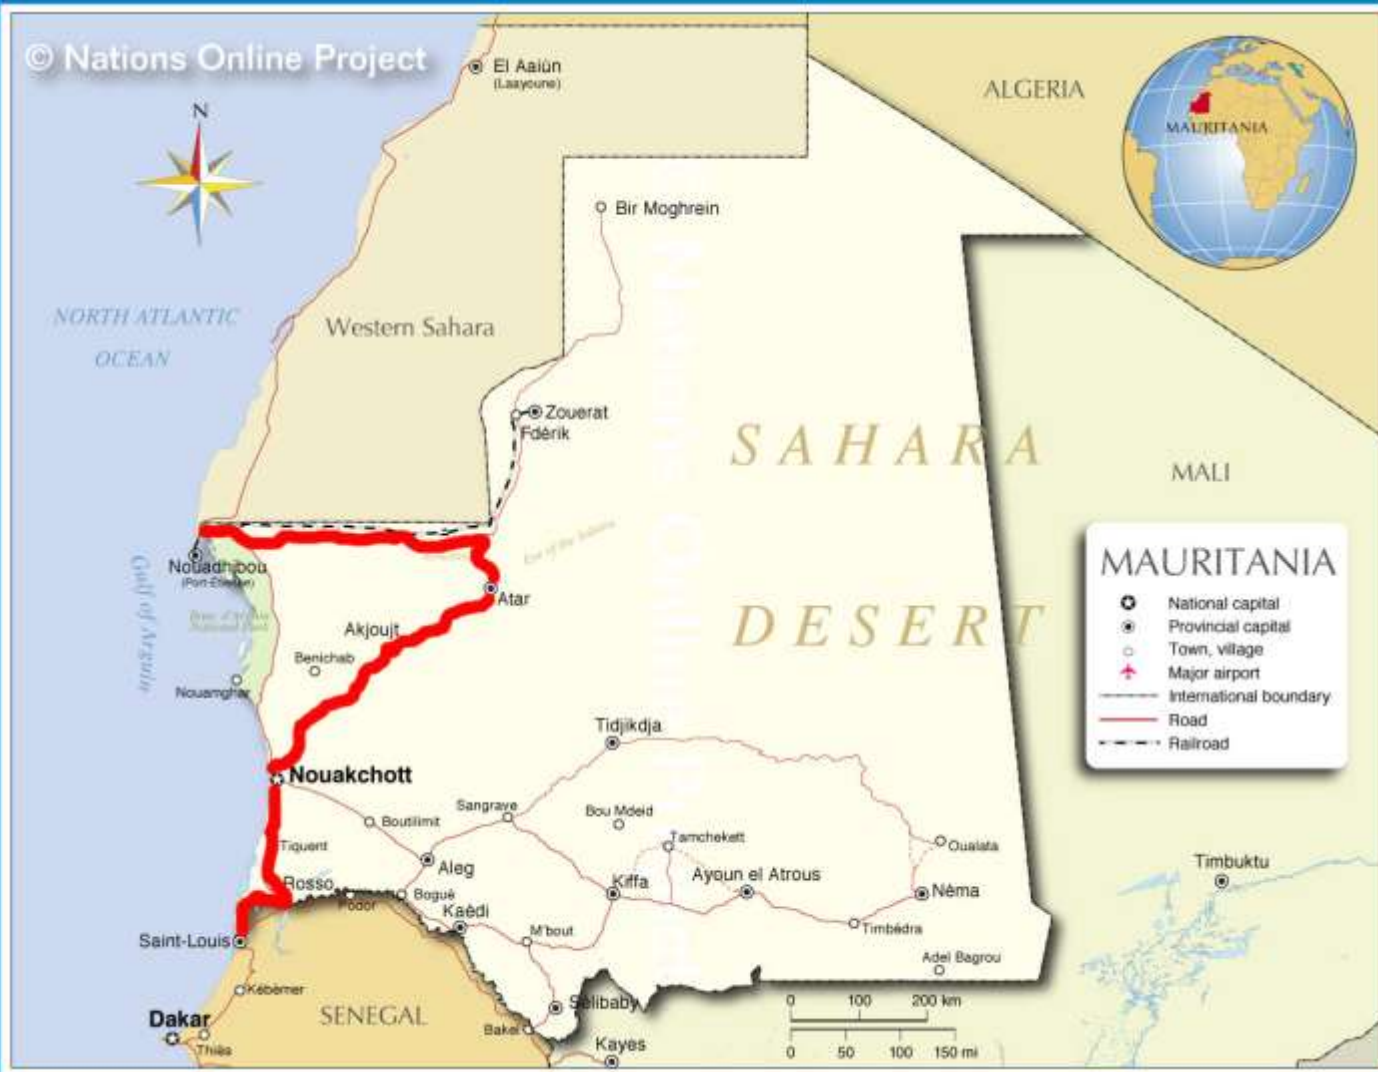 © Nations Online Project
N
El Aaiún
(Laayoune)
ALGERIA
MAURITANIA
Bir Moghrein
NORTH ATLANTIC
OCEAN
Western Sahara
Zouerat
Fdérik
SAHARA
MALI
Nouâdhibou
(Port-Étienne)
Gulf of Arguin
Atar
Akjoujt
Benichab
Nouamghar
DESERT
MAURITANIA
National capital
Provincial capital
Town, village
Major airport
International boundary
Road
Railroad
Tidjikdja
Nouakchott
Sangrave
Bou Mdeid
Boutilimit
Tamchekett
Tiquent
Oualata
Aleg
Timbuktu
Rosso
Kiffa
Ayoun el Atrous
Podor
Bogué
Néma
Kaédi
Saint-Louis
M'bout
Timbédra
Adel Bagrou
Kébémer
Sélibaby
0 100 200 km
Dakar
SENEGAL
Bakel
Thiès
Kayes
0 50 100 150 mi